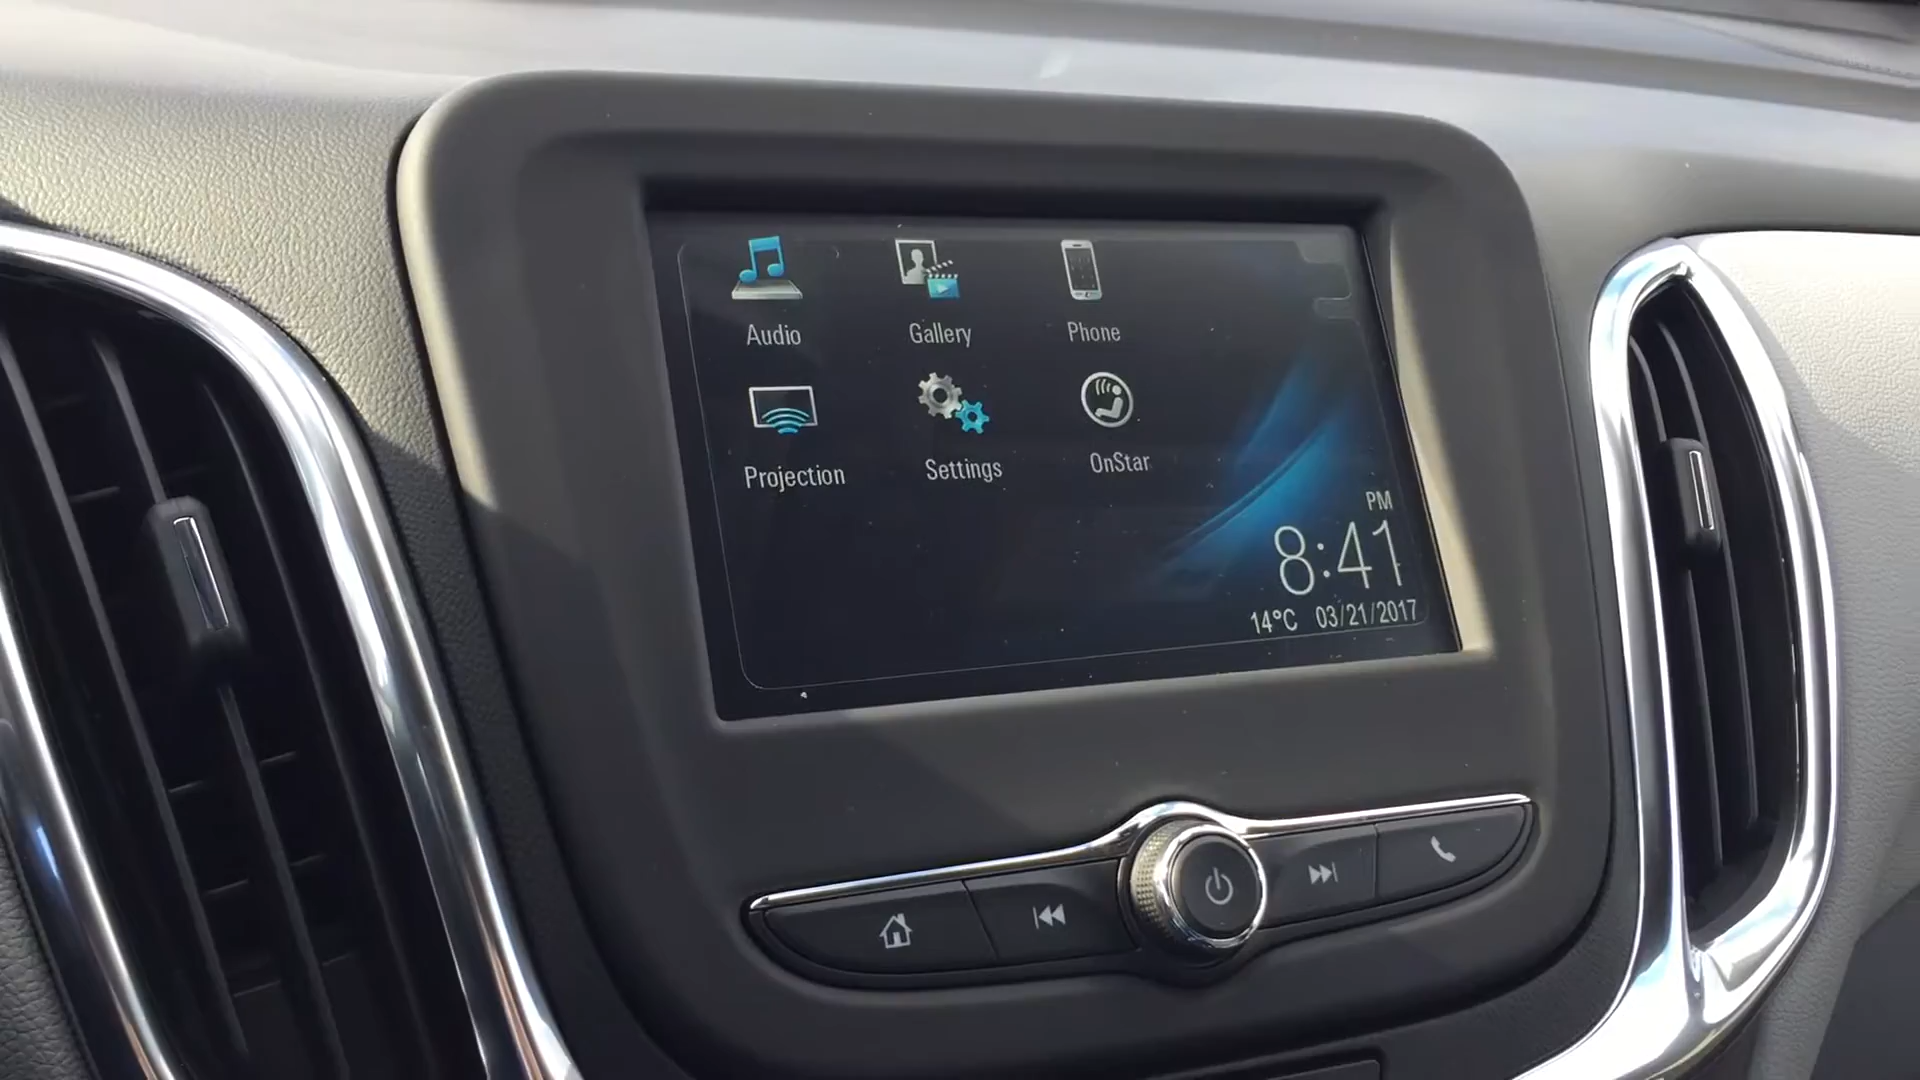 Audio Gallery Phone
Projection Settings OnStar
PM
8:41
14°C 03/21/2017